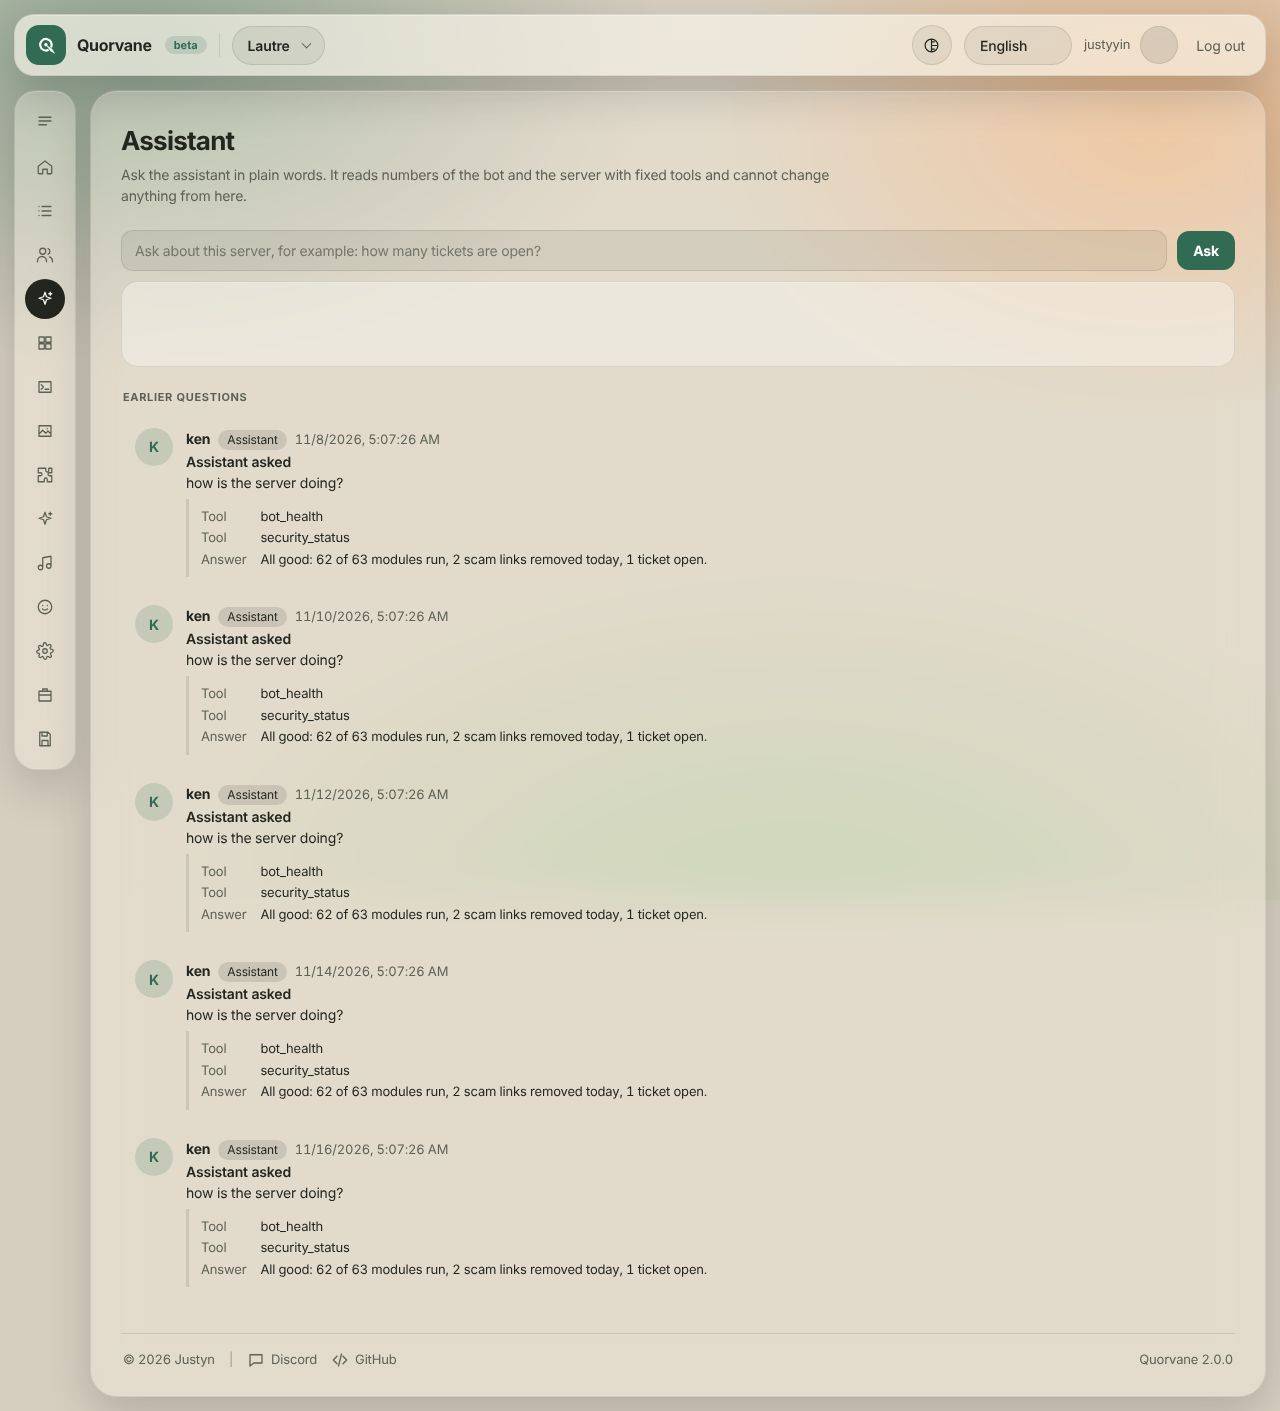 Quorvane beta Lautre English justyyin Log out
Assistant
Ask the assistant in plain words. It reads numbers of the bot and the server with fixed tools and cannot change
anything from here.
Ask about this server, for example: how many tickets are open? Ask
EARLIER QUESTIONS
K ken Assistant 11/8/2026, 5:07:26 AM
Assistant asked
how is the server doing?
Tool bot_health
Tool security_status
Answer All good: 62 of 63 modules run, 2 scam links removed today, 1 ticket open.
K ken Assistant 11/10/2026, 5:07:26 AM
Assistant asked
how is the server doing?
Tool bot_health
Tool security_status
Answer All good: 62 of 63 modules run, 2 scam links removed today, 1 ticket open.
K ken Assistant 11/12/2026, 5:07:26 AM
Assistant asked
how is the server doing?
Tool bot_health
Tool security_status
Answer All good: 62 of 63 modules run, 2 scam links removed today, 1 ticket open.
K ken Assistant 11/14/2026, 5:07:26 AM
Assistant asked
how is the server doing?
Tool bot_health
Tool security_status
Answer All good: 62 of 63 modules run, 2 scam links removed today, 1 ticket open.
K ken Assistant 11/16/2026, 5:07:26 AM
Assistant asked
how is the server doing?
Tool bot_health
Tool security_status
Answer All good: 62 of 63 modules run, 2 scam links removed today, 1 ticket open.
© 2026 Justyn Discord GitHub Quorvane 2.0.0